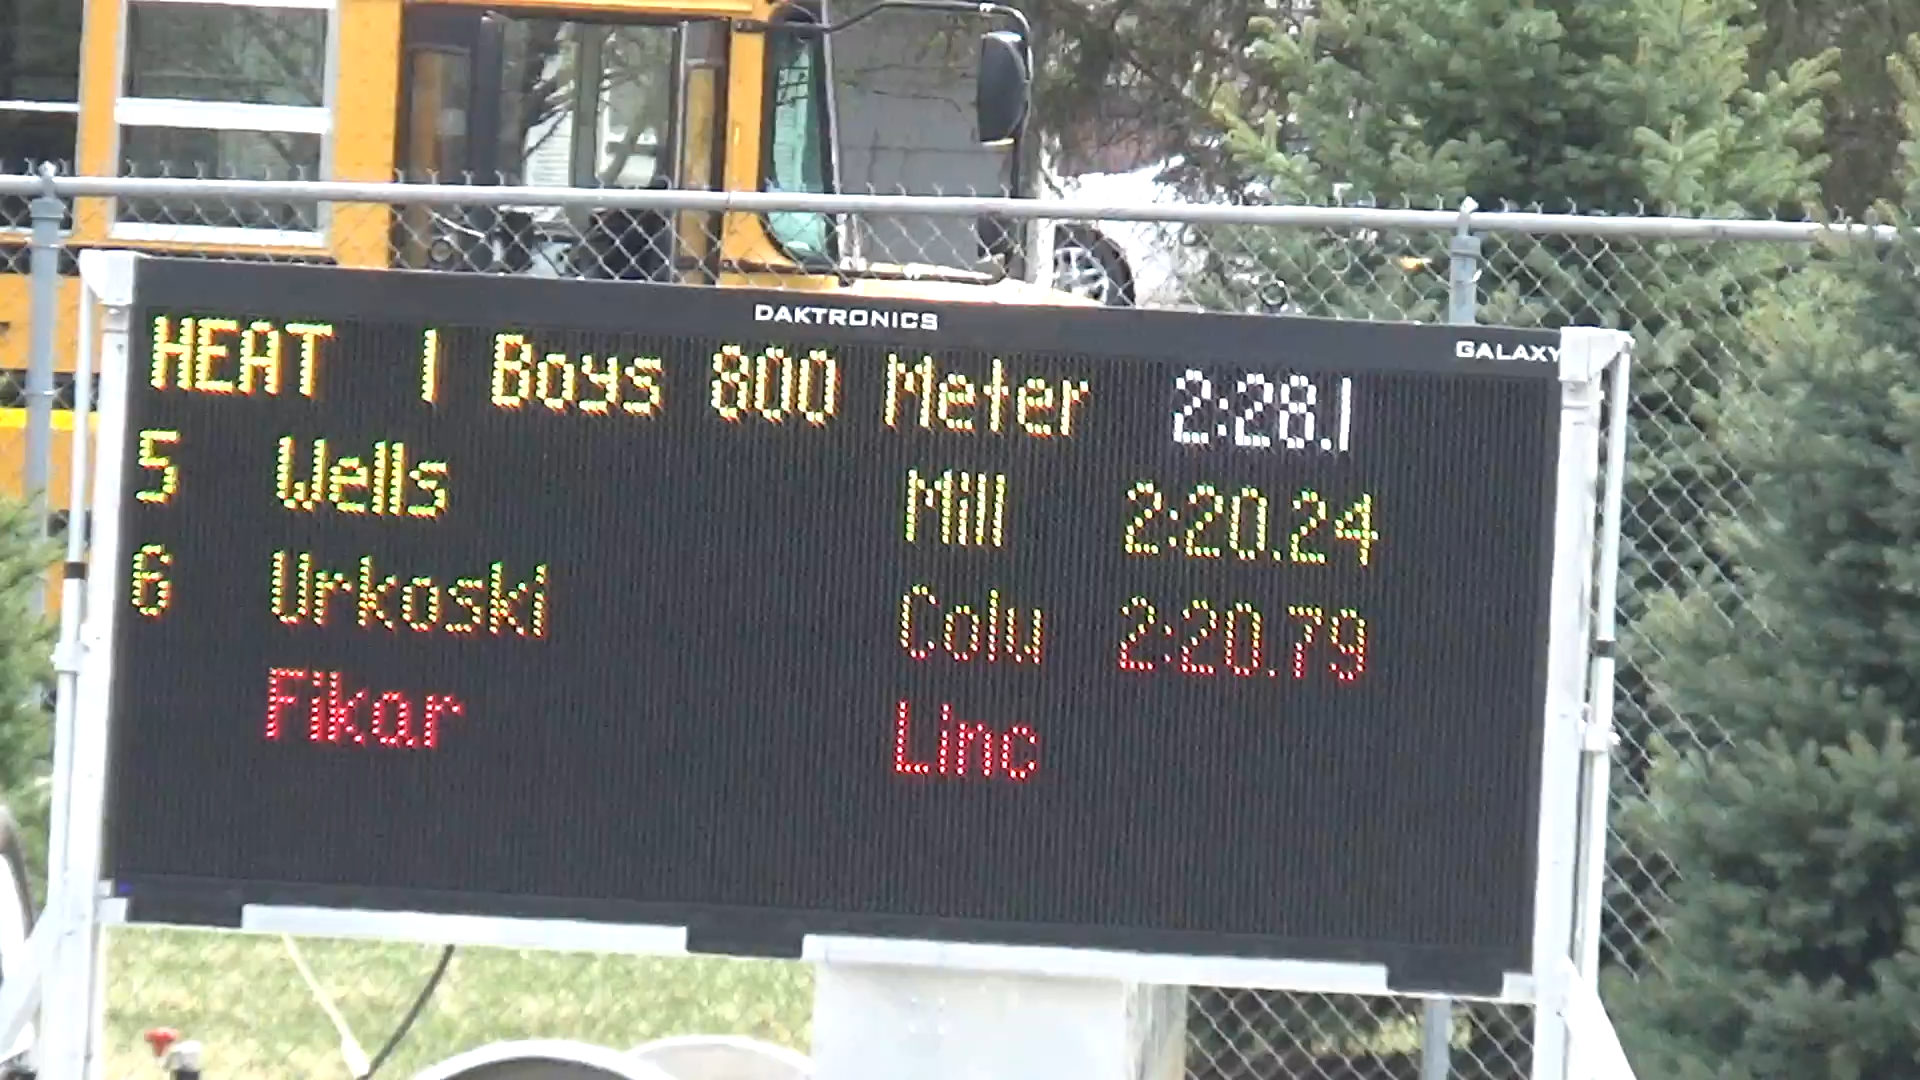 DAKTRONICS
GALAXY
HEAT 1 Boys 800 Meter 2:28.1
5 Wells Mill 2:20.24
6 Urkoski Colu 2:20.79
Fikar Linc